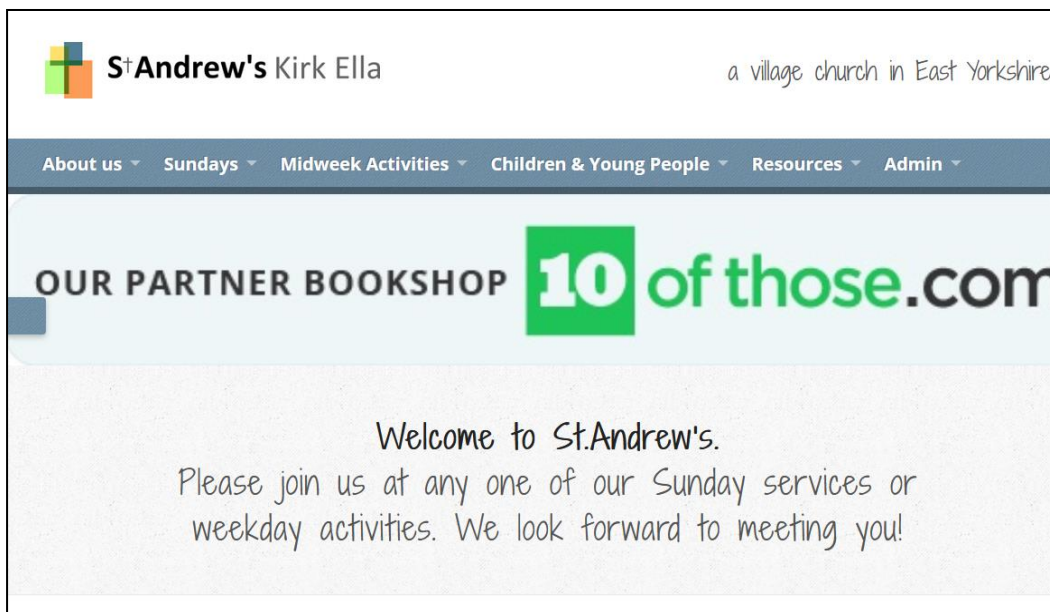 St†Andrew's Kirk Ella
a village church in East Yorkshire
About us Sundays Midweek Activities Children & Young People Resources Admin
OUR PARTNER BOOKSHOP 10 of those.com
Welcome to St.Andrew's.
Please join us at any one of our Sunday services or
weekday activities. We look forward to meeting you!